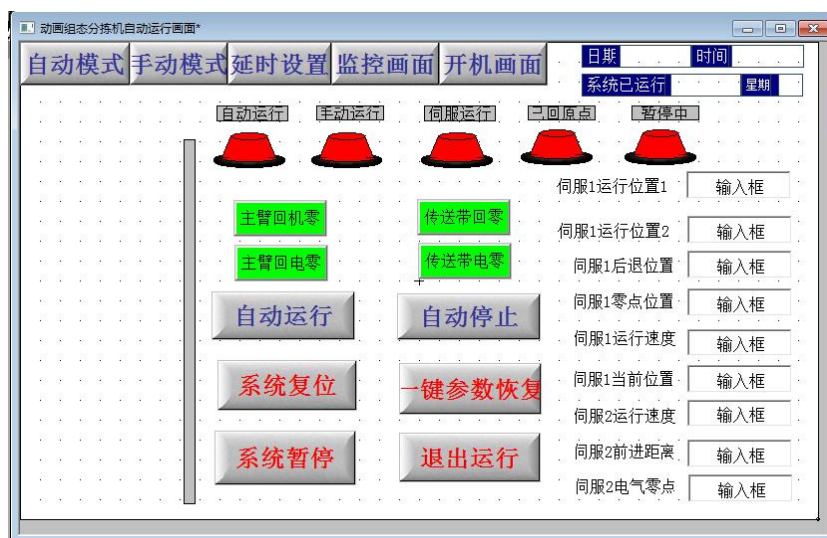 动画组态分拣机自动运行画面*
自动模式 手动模式 延时设置 监控画面 开机画面
日期 时间
系统已运行 星期
自动运行 手动运行 伺服运行 已回原点 暂停中
伺服1运行位置1 输入框
主臂回机零 传送带回零
伺服1运行位置2 输入框
主臂回电零 传送带电零
伺服1后退位置 输入框
伺服1零点位置 输入框
自动运行 自动停止
伺服1运行速度 输入框
系统复位 一键参数恢复
伺服1当前位置 输入框
伺服2运行速度 输入框
系统暂停 退出运行
伺服2前进距离 输入框
伺服2电气零点 输入框